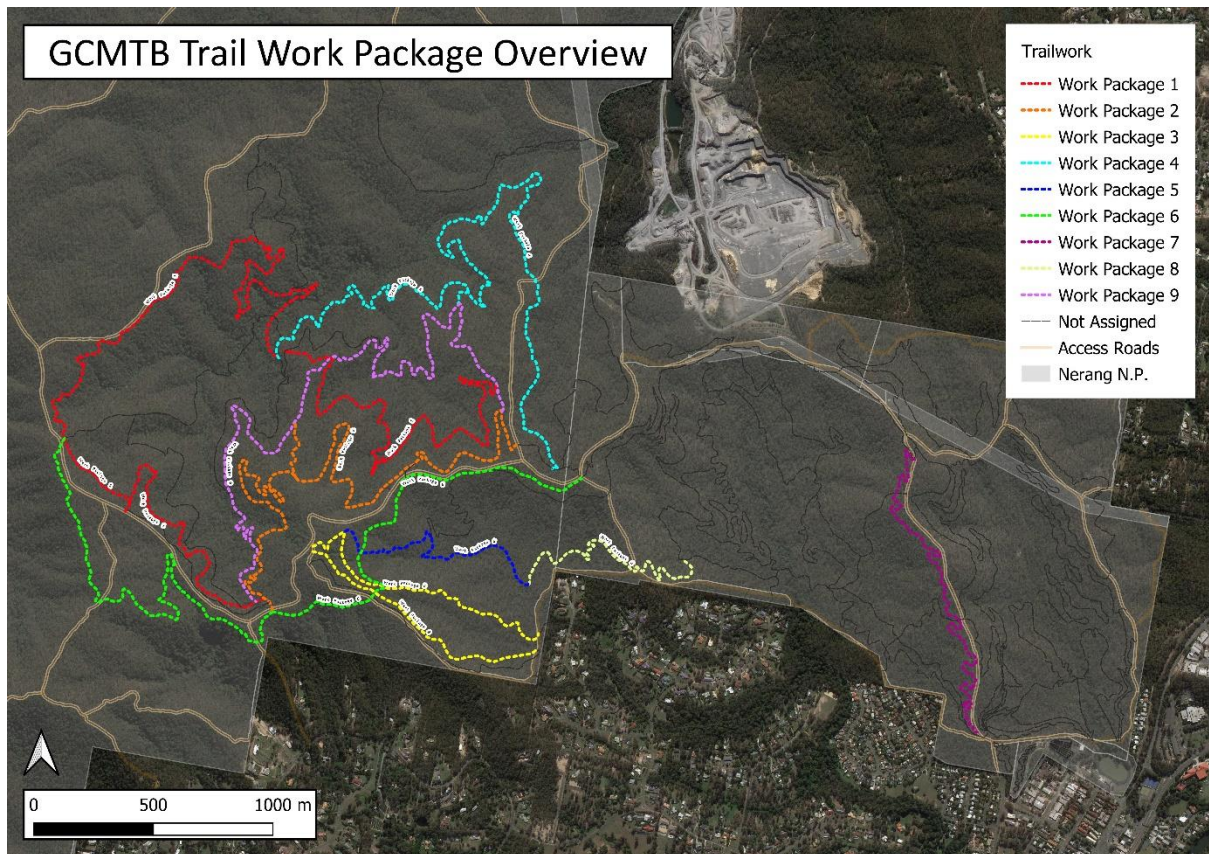 GCMTB Trail Work Package Overview
Trailwork
Work Package 1
Work Package 2
Work Package 3
Work Package 4
Work Package 5
Work Package 6
Work Package 7
Work Package 8
Work Package 9
Not Assigned
Access Roads
Nerang N.P.
0 500 1000 m